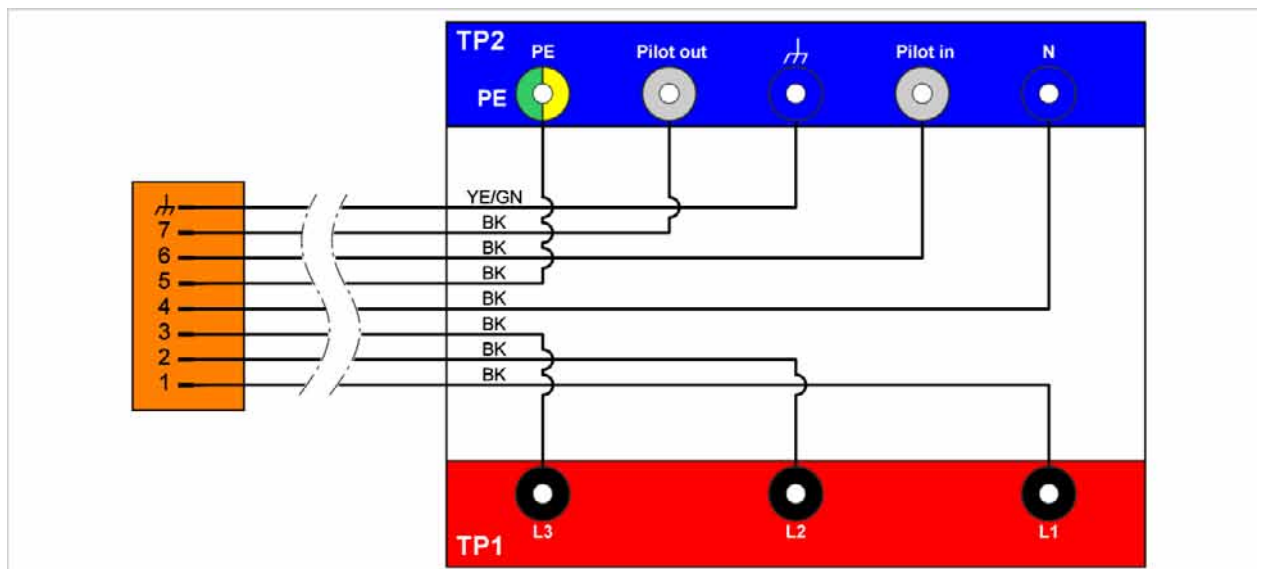 TP2
PE
Pilot out
Pilot in
N
PE
YE/GN
7
BK
6
BK
5
BK
4
BK
3
BK
2
BK
1
BK
L3
L2
L1
TP1